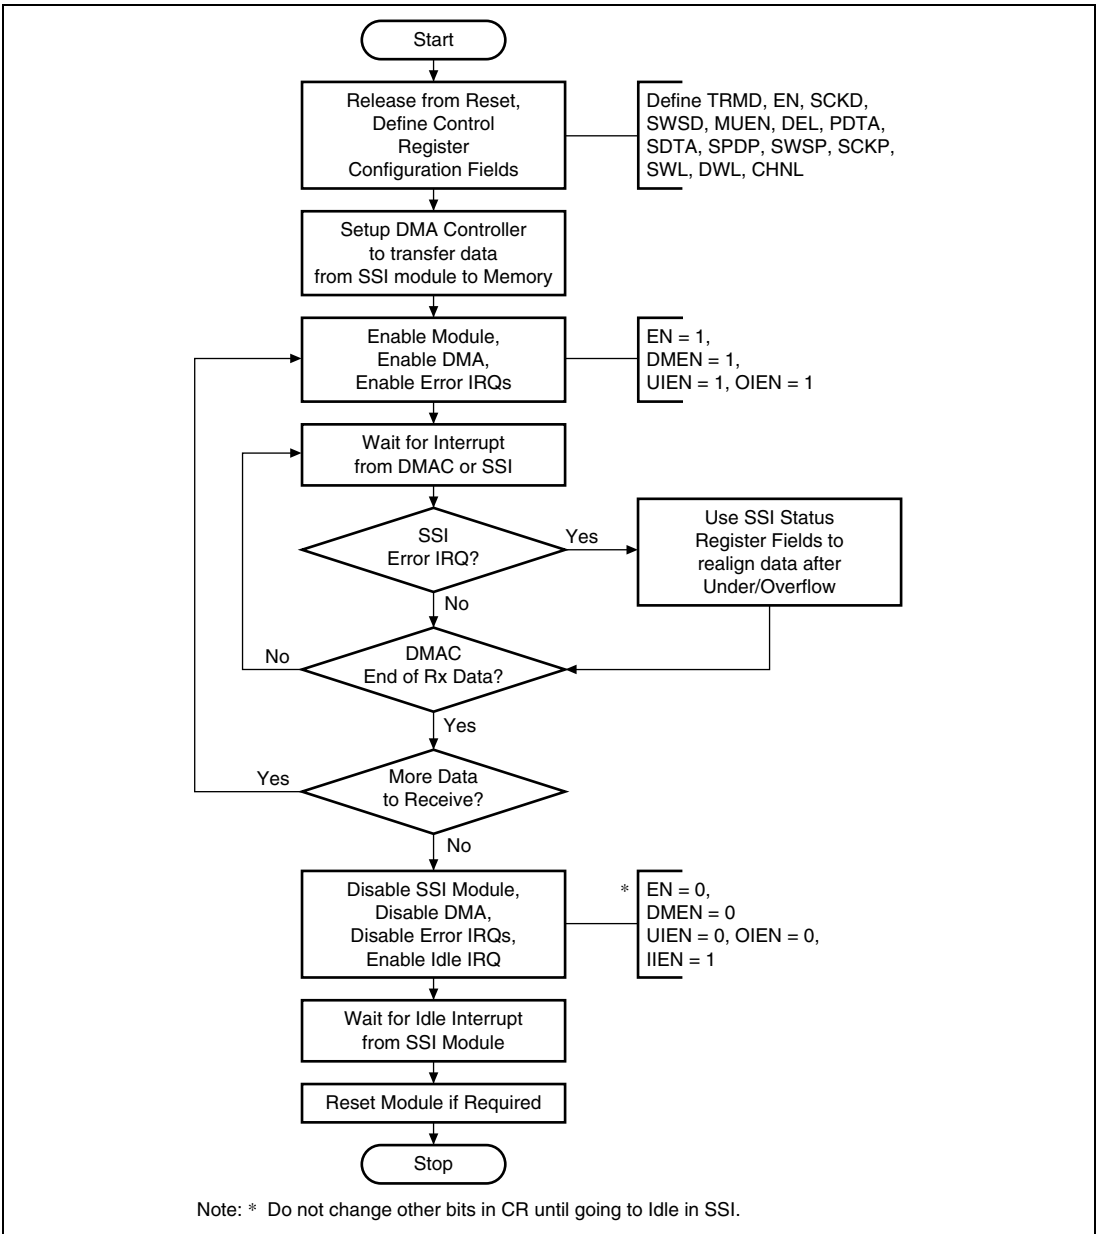 Start
Release from Reset,
Define Control
Register
Configuration Fields
Define TRMD, EN, SCKD,
SWSD, MUEN, DEL, PDTA,
SDTA, SPDP, SWSP, SCKP,
SWL, DWL, CHNL
Setup DMA Controller
to transfer data
from SSI module to Memory
Enable Module,
Enable DMA,
Enable Error IRQs
EN = 1,
DMEN = 1,
UIEN = 1, OIEN = 1
Wait for Interrupt
from DMAC or SSI
SSI
Error IRQ?
Yes
Use SSI Status
Register Fields to
realign data after
Under/Overflow
No
DMAC
End of Rx Data?
No
Yes
More Data
to Receive?
Yes
No
Disable SSI Module,
Disable DMA,
Disable Error IRQs,
Enable Idle IRQ
* EN = 0,
DMEN = 0
UIEN = 0, OIEN = 0,
IIEN = 1
Wait for Idle Interrupt
from SSI Module
Reset Module if Required
Stop
Note: * Do not change other bits in CR until going to Idle in SSI.